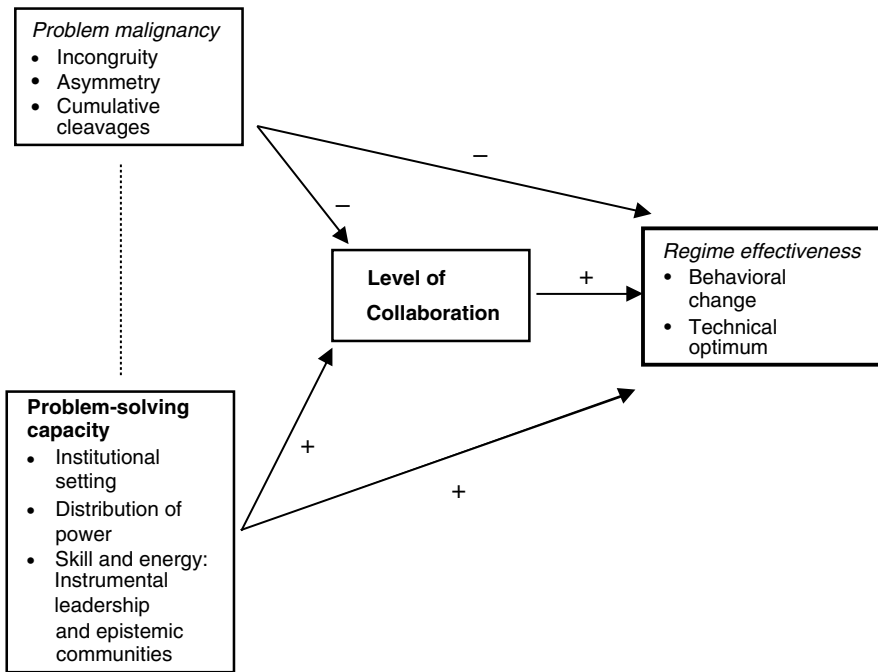 Problem malignancy
• Incongruity
• Asymmetry
• Cumulative
cleavages
–
–
Level of
Collaboration
+
Regime effectiveness
• Behavioral
change
• Technical
optimum
Problem-solving
capacity
• Institutional
setting
• Distribution of
power
• Skill and energy:
Instrumental
leadership
and epistemic
communities
+
+